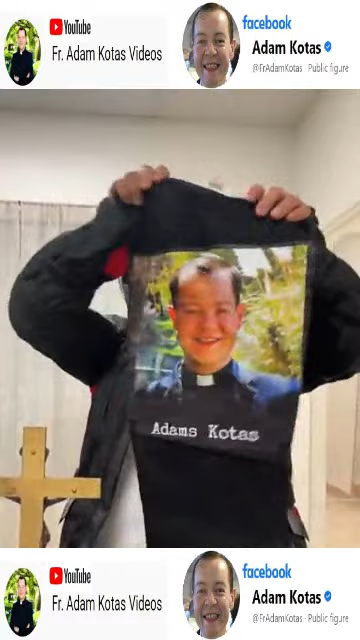 YouTube
Fr. Adam Kotas Videos
facebook
Adam Kotas
@FrAdamKotas · Public figure
Adams Kotas
YouTube
Fr. Adam Kotas Videos
facebook
Adam Kotas
@FrAdamKotas · Public figure